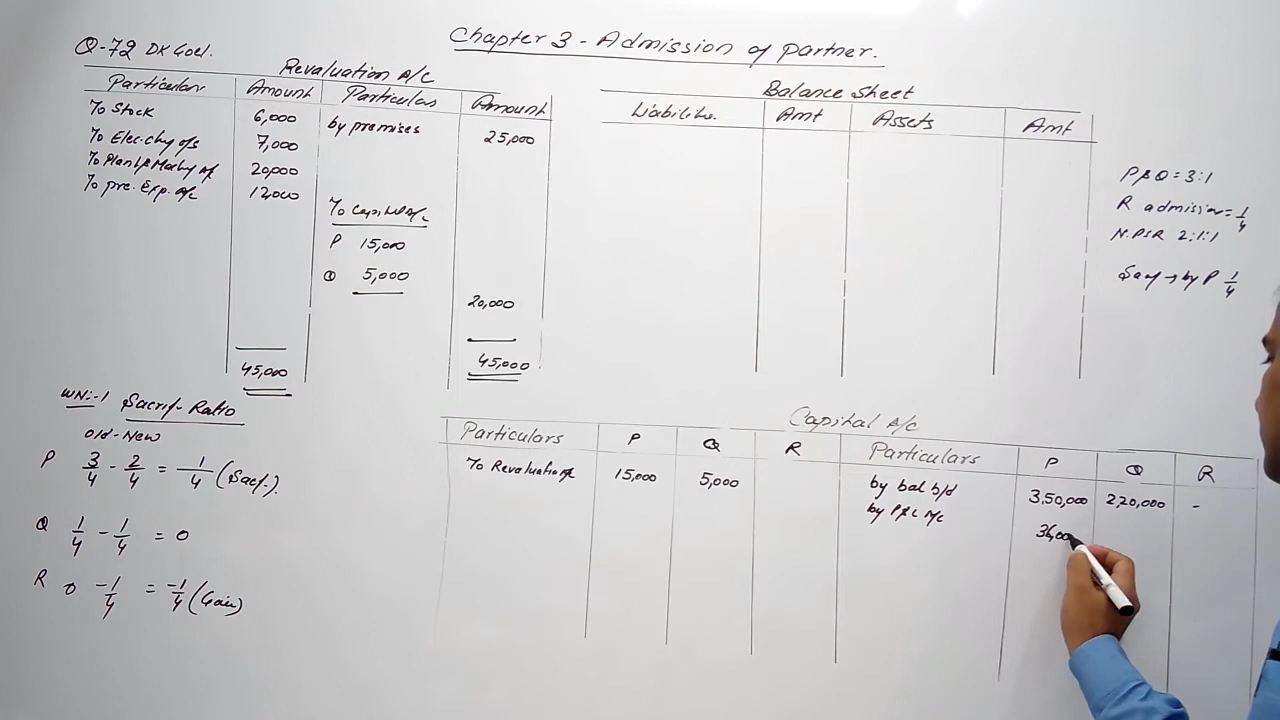 Chapter 3 - Admission of partner.
Q-72 DK Goel.
Revaluation A/c
Particulars Amount Particulars Amount
To Stock 6,000 by premises 25,000
To Elec. chg o/s 7,000
To Plant & Machy A/c 20,000
To pre. Exp. A/c 12,000
To Capital A/c
P 15,000
Q 5,000
20,000
45,000 45,000
Balance Sheet
Liabilitie. Amt Assets Amt
P & Q = 3:1
R admission = 1/4
N.P.S.R 2:1:1
Sacf → by P 1/4
WN:-1 Sacrif. Ratio
Old - New
P 3/4 - 2/4 = 1/4 (Sacf.)
Q 1/4 - 1/4 = 0
R 0 - 1/4 = -1/4 (Gain)
Capital A/c
Particulars P Q R Particulars P Q R
To Revaluation A/c 15,000 5,000 by bal b/d 3,50,000 2,20,000 -
by P&L A/c 36,00